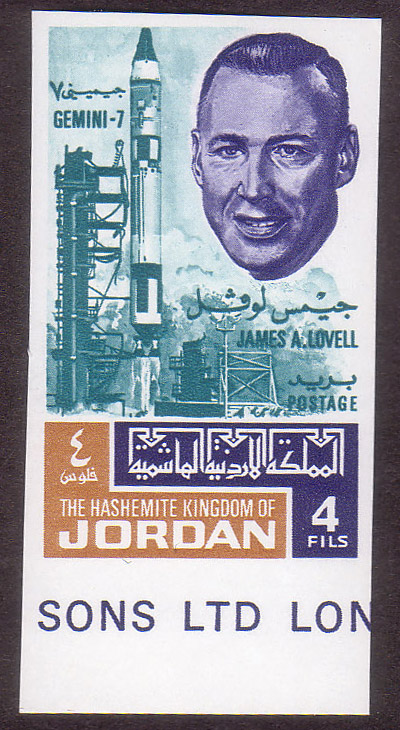 جيميني ٧
GEMINI-7
جيمس لوفيل
JAMES A.LOVELL
بريد
POSTAGE
٤
فلوس
المملكة الاردنية الهاشمية
THE HASHEMITE KINGDOM OF
JORDAN
4
FILS
SONS LTD LON